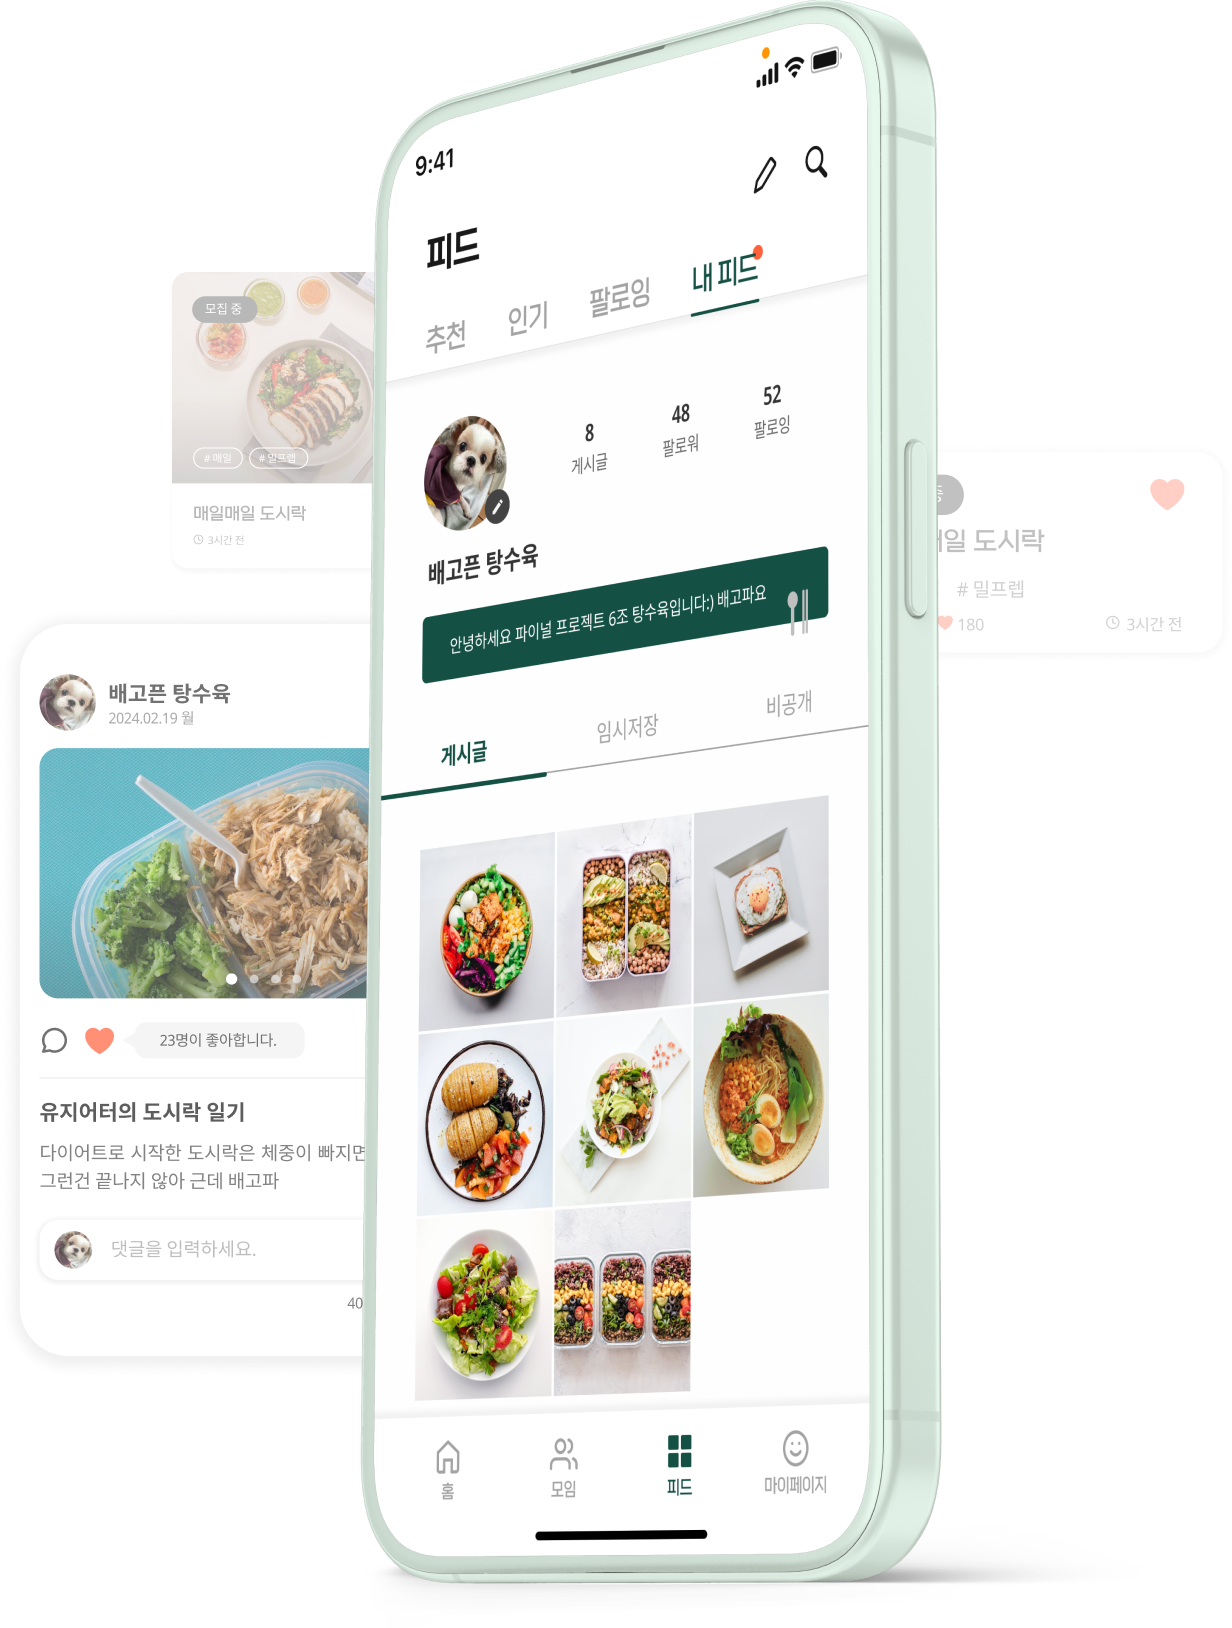 9:41
피드
추천 인기 팔로잉 내 피드
8 48 52
게시글 팔로워 팔로잉
배고픈 탕수육
안녕하세요 파이널 프로젝트 6조 탕수육입니다:) 배고파요
게시글 임시저장 비공개
홈 모임 피드 마이페이지
모집 중
# 매일 # 밀프렙
매일매일 도시락
3시간 전
배고픈 탕수육
2024.02.19 월
23명이 좋아합니다.
유지어터의 도시락 일기
다이어트로 시작한 도시락은 체중이 빠지면
그런건 끝나지 않아 근데 배고파
댓글을 입력하세요.
40
중
일 도시락
# 밀프렙
180 3시간 전